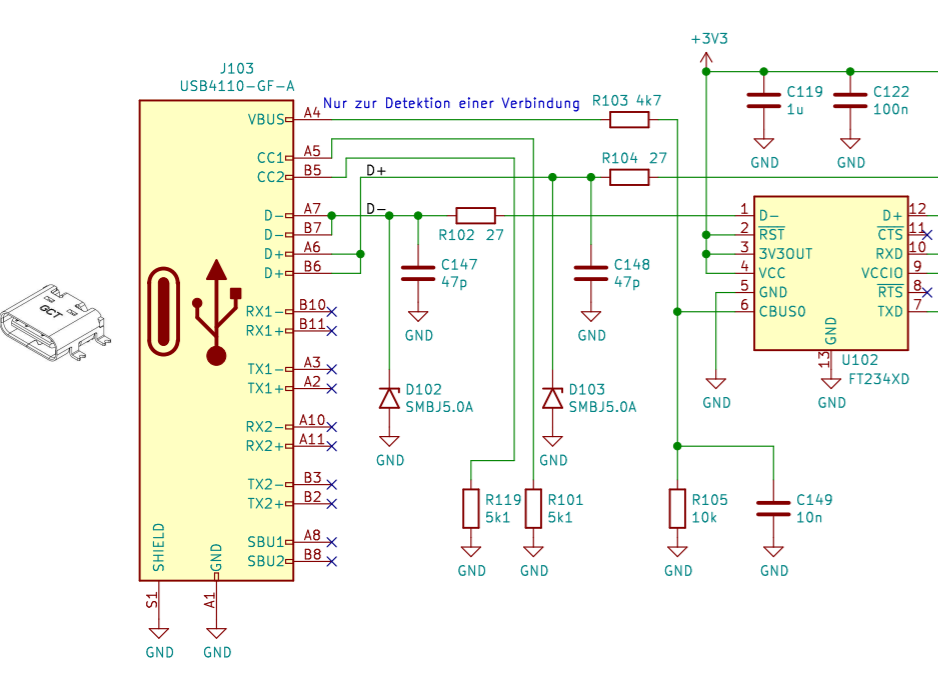 +3V3
J103
USB4110-GF-A
Nur zur Detektion einer Verbindung
R103 4k7
C119
1u
C122
100n
GND
GND
VBUS A4
CC1 A5
CC2 B5
D+
R104 27
D- A7
D- B7
D+ A6
D+ B6
D-
R102 27
C147
47p
GND
C148
47p
GND
1 D-
2 RST
3 3V3OUT
4 VCC
5 GND
6 CBUS0
D+ 12
CTS 11
RXD 10
VCCIO 9
RTS 8
TXD 7
GND
13
U102
FT234XD
GND
GND
GCT
RX1- B10
RX1+ B11
TX1- A3
TX1+ A2
RX2- A10
RX2+ A11
TX2- B3
TX2+ B2
SBU1 A8
SBU2 B8
SHIELD
GND
S1
A1
GND
GND
D102
SMBJ5.0A
GND
D103
SMBJ5.0A
GND
R119
5k1
GND
R101
5k1
GND
R105
10k
GND
C149
10n
GND